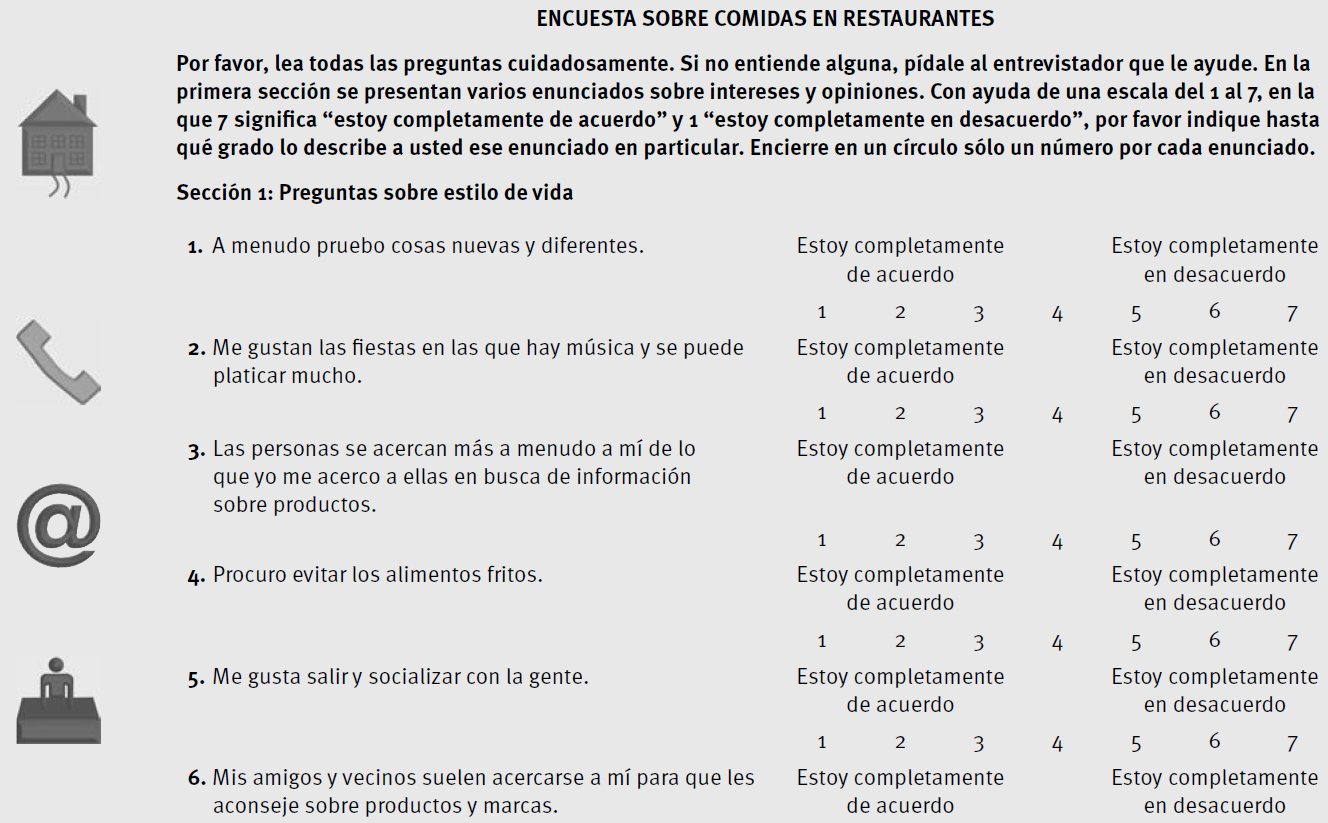 ENCUESTA SOBRE COMIDAS EN RESTAURANTES
Por favor, lea todas las preguntas cuidadosamente. Si no entiende alguna, pídale al entrevistador que le ayude. En la
primera sección se presentan varios enunciados sobre intereses y opiniones. Con ayuda de una escala del 1 al 7, en la
que 7 significa “estoy completamente de acuerdo” y 1 “estoy completamente en desacuerdo”, por favor indique hasta
qué grado lo describe a usted ese enunciado en particular. Encierre en un círculo sólo un número por cada enunciado.
Sección 1: Preguntas sobre estilo de vida
1. A menudo pruebo cosas nuevas y diferentes. Estoy completamente Estoy completamente
de acuerdo en desacuerdo
1 2 3 4 5 6 7
2. Me gustan las fiestas en las que hay música y se puede Estoy completamente Estoy completamente
platicar mucho. de acuerdo en desacuerdo
1 2 3 4 5 6 7
3. Las personas se acercan más a menudo a mí de lo Estoy completamente Estoy completamente
que yo me acerco a ellas en busca de información de acuerdo en desacuerdo
sobre productos.
1 2 3 4 5 6 7
4. Procuro evitar los alimentos fritos. Estoy completamente Estoy completamente
de acuerdo en desacuerdo
1 2 3 4 5 6 7
5. Me gusta salir y socializar con la gente. Estoy completamente Estoy completamente
de acuerdo en desacuerdo
1 2 3 4 5 6 7
6. Mis amigos y vecinos suelen acercarse a mí para que les Estoy completamente Estoy completamente
aconseje sobre productos y marcas. de acuerdo en desacuerdo
@